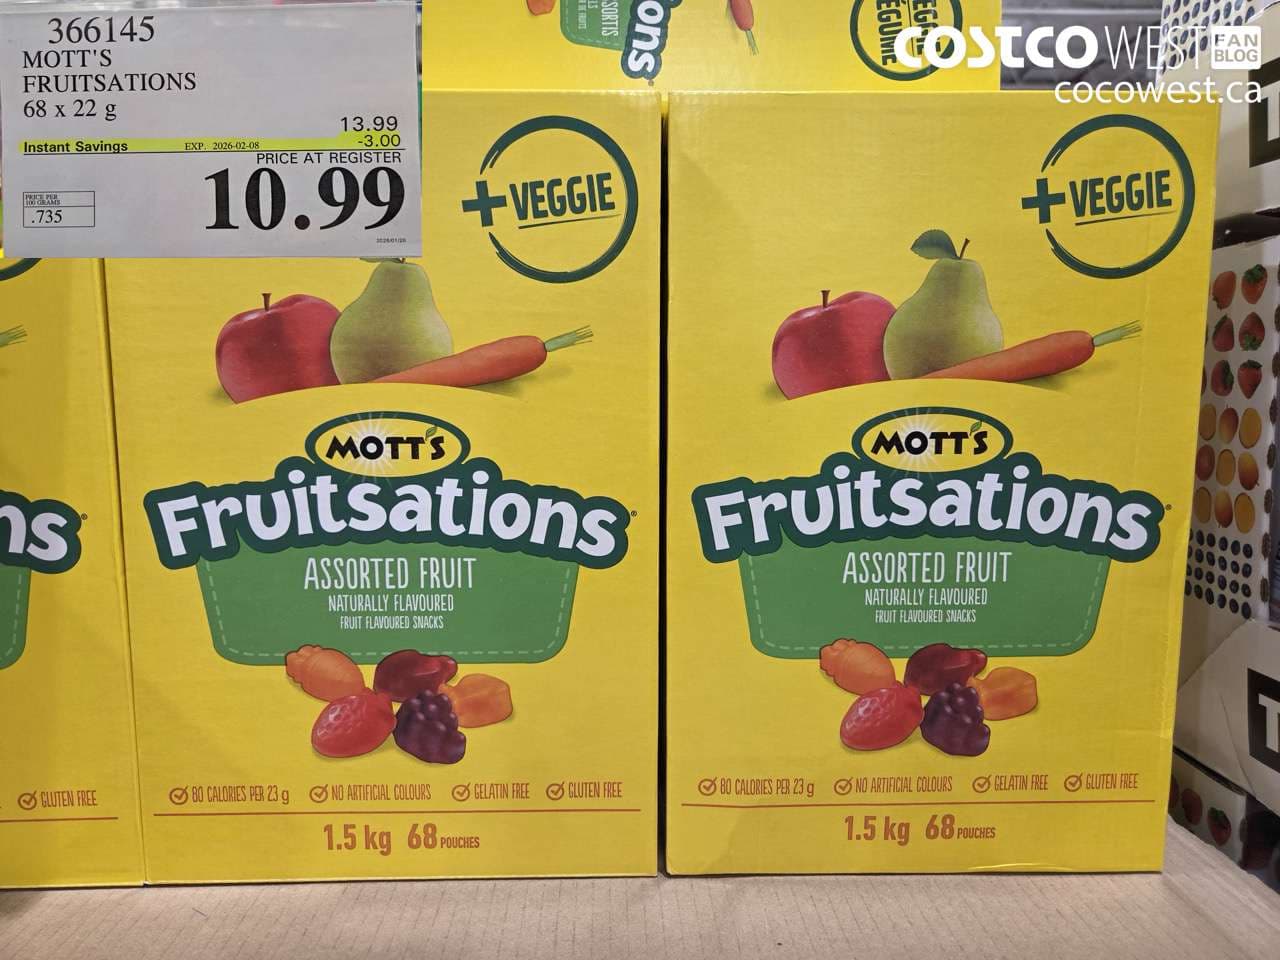 366145
MOTT'S
FRUITSATIONS
68 x 22 g
13.99
Instant Savings EXP. 2026-02-08 -3.00
PRICE AT REGISTER
10.99
PRICE PER
100 GRAMS
.735
COSTCO WEST FAN BLOG
cocowest.ca
+VEGGIE
MOTT'S
Fruitsations
ASSORTED FRUIT
NATURALLY FLAVOURED
FRUIT FLAVOURED SNACKS
80 CALORIES PER 23 g NO ARTIFICIAL COLOURS GELATIN FREE GLUTEN FREE
1.5 kg 68 POUCHES
+VEGGIE
MOTT'S
Fruitsations
ASSORTED FRUIT
NATURALLY FLAVOURED
FRUIT FLAVOURED SNACKS
80 CALORIES PER 23 g NO ARTIFICIAL COLOURS GELATIN FREE GLUTEN FREE
1.5 kg 68 POUCHES
ns
GLUTEN FREE